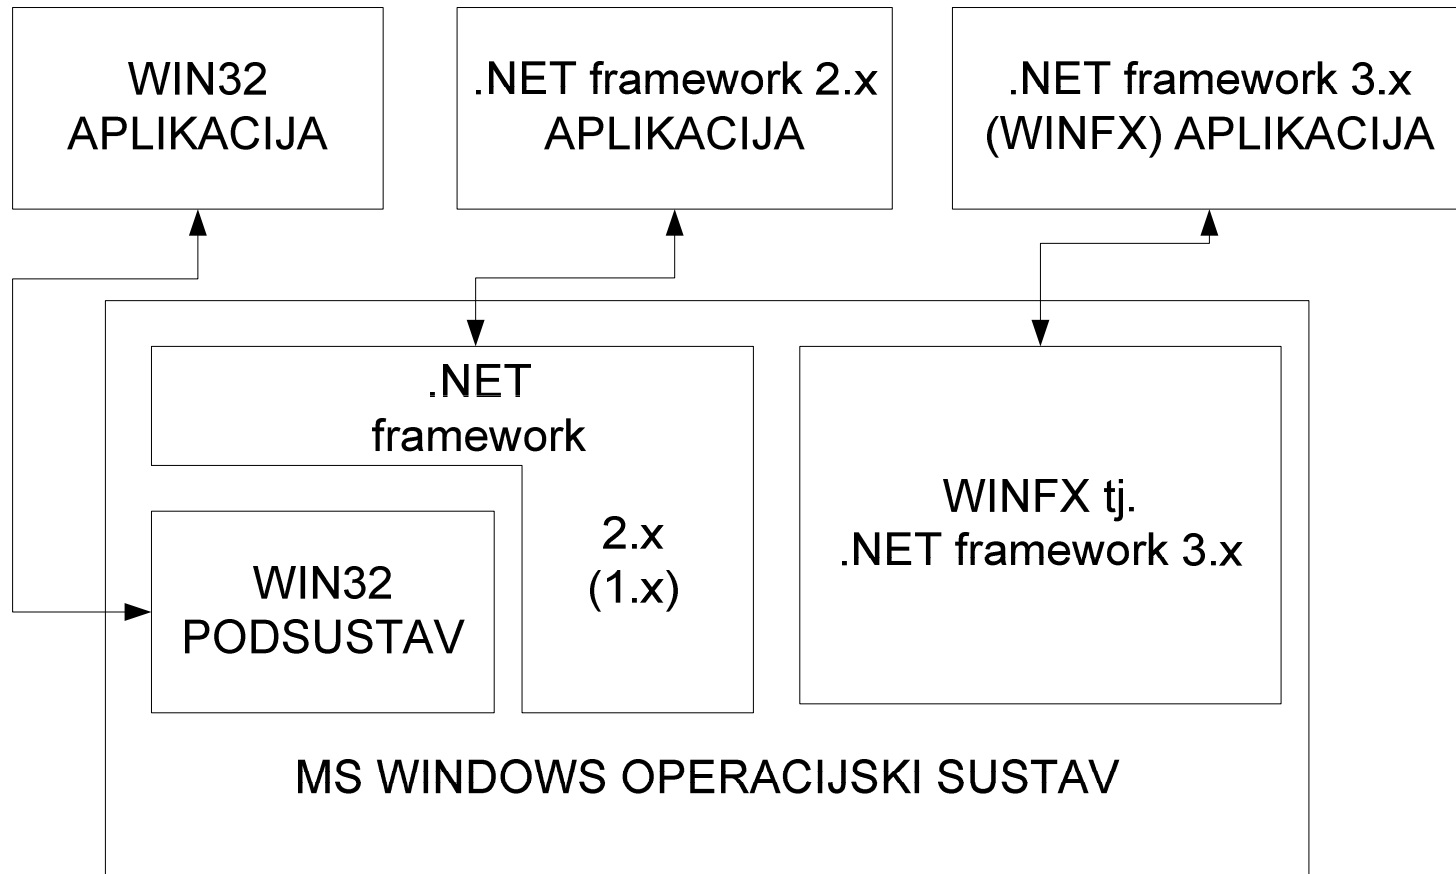 WIN32
APLIKACIJA
.NET framework 2.x
APLIKACIJA
.NET framework 3.x
(WINFX) APLIKACIJA
.NET
framework
2.x
(1.x)
WIN32
PODSUSTAV
WINFX tj.
.NET framework 3.x
MS WINDOWS OPERACIJSKI SUSTAV